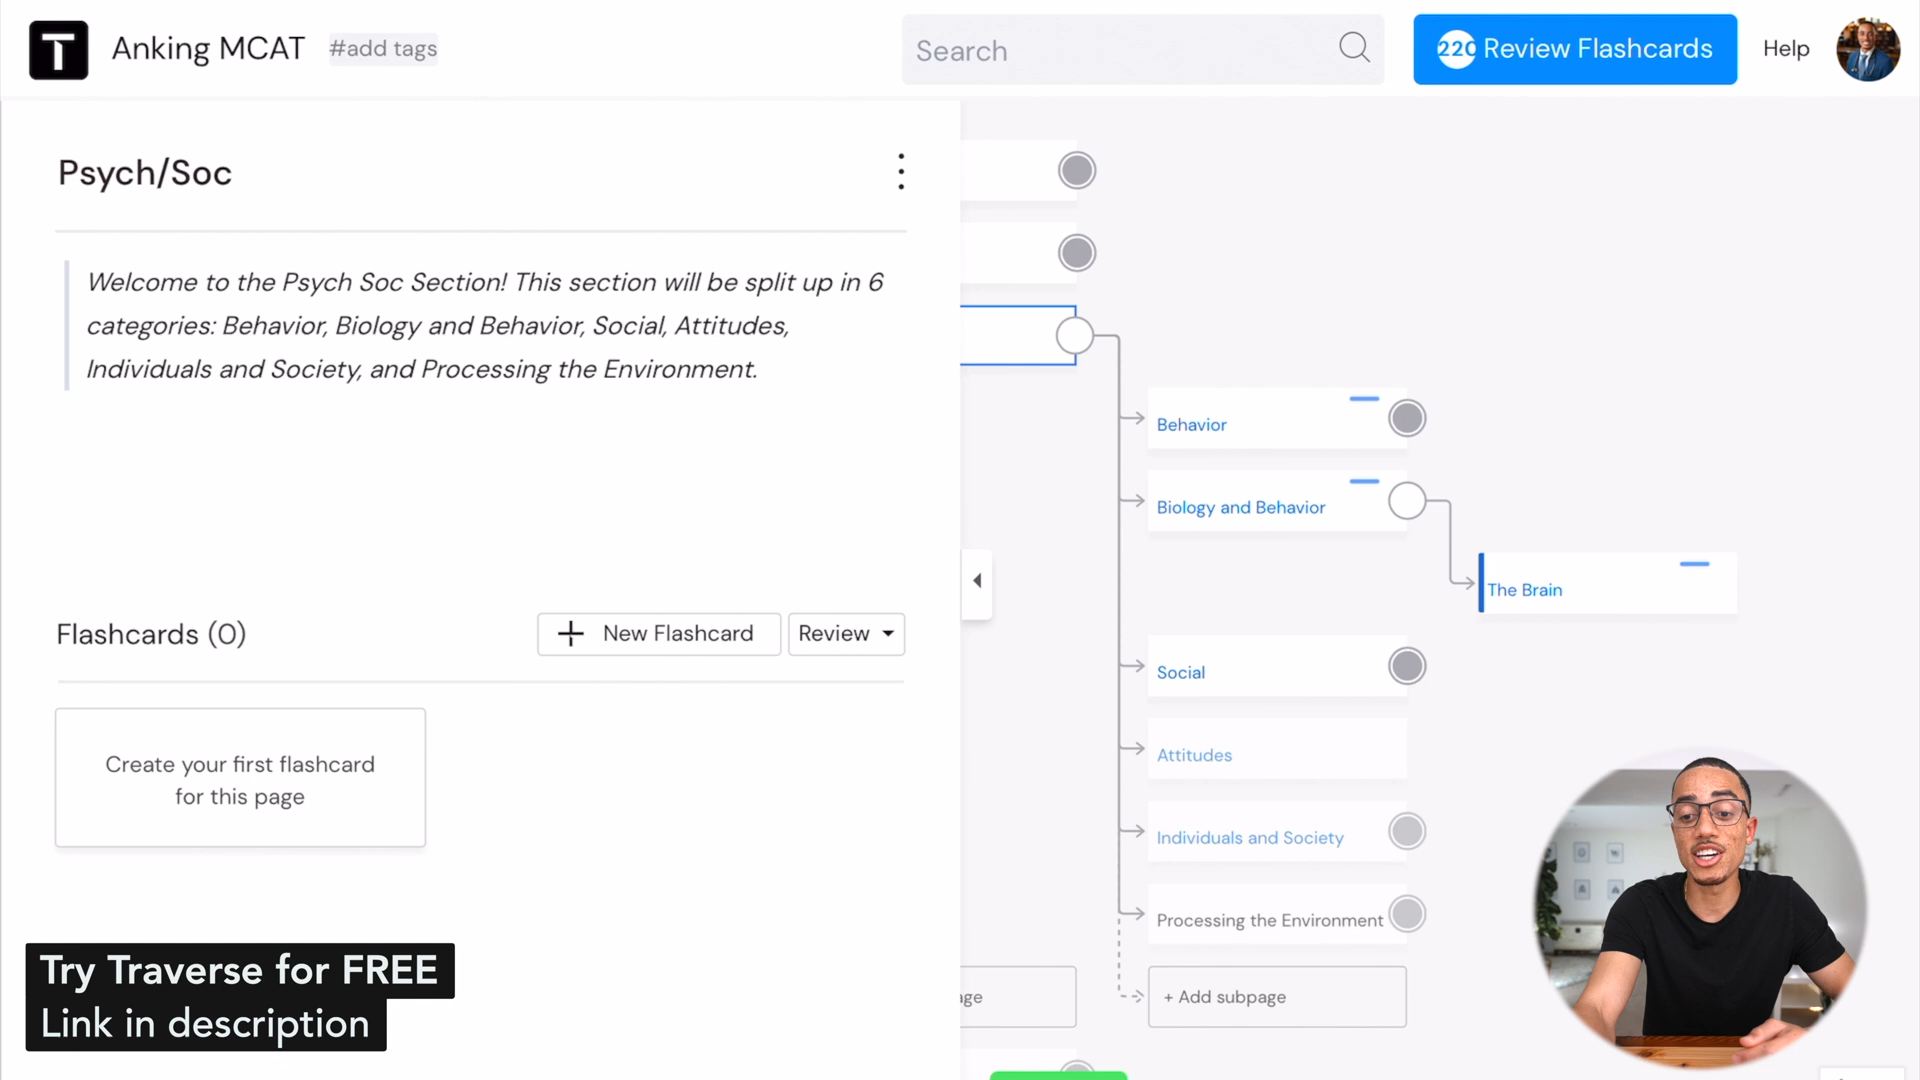 T
Anking MCAT
#add tags
Search
220 Review Flashcards
Help
Psych/Soc
Welcome to the Psych Soc Section! This section will be split up in 6
categories: Behavior, Biology and Behavior, Social, Attitudes,
Individuals and Society, and Processing the Environment.
Flashcards (0)
New Flashcard
Review
Create your first flashcard
for this page
Behavior
Biology and Behavior
The Brain
Social
Attitudes
Individuals and Society
Processing the Environment
+ Add subpage
Try Traverse for FREE
Link in description